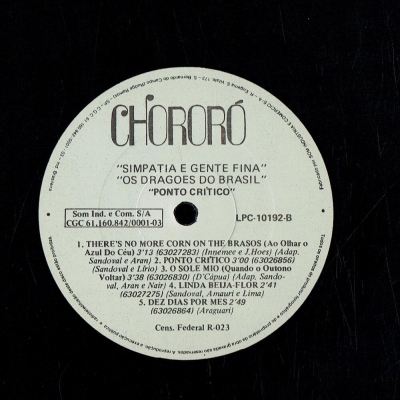 CHORORÓ
"SIMPATIA E GENTE FINA"
"OS DRAGOES DO BRASIL"
"PONTO CRÍTICO"
Som Ind. e Com. S/A
CGC 61.160.842/0001-03
LPC-10192-B
1. THERE'S NO MORE CORN ON THE BRASOS (Ao Olhar o
Azul Do Céu) 3'13 (63027283) (Innémee e J.Hoes) (Adap.
Sandoval e Aran) 2. PONTO CRÍTICO 3'00 (63026856)
(Sandoval e Lírio) 3. O SOLE MIO (Quando o Outono
Voltar) 3'38 (63026830) (D'Cápua) (Adap. Sando-
val, Aran e Nair) 4. LINDA BEIJA-FLOR 2'41
(63027275) (Sandoval, Amauri e Lima)
5. DEZ DIAS POR MES 2'49
(63026864) (Araguari)
Cens. Federal R-023